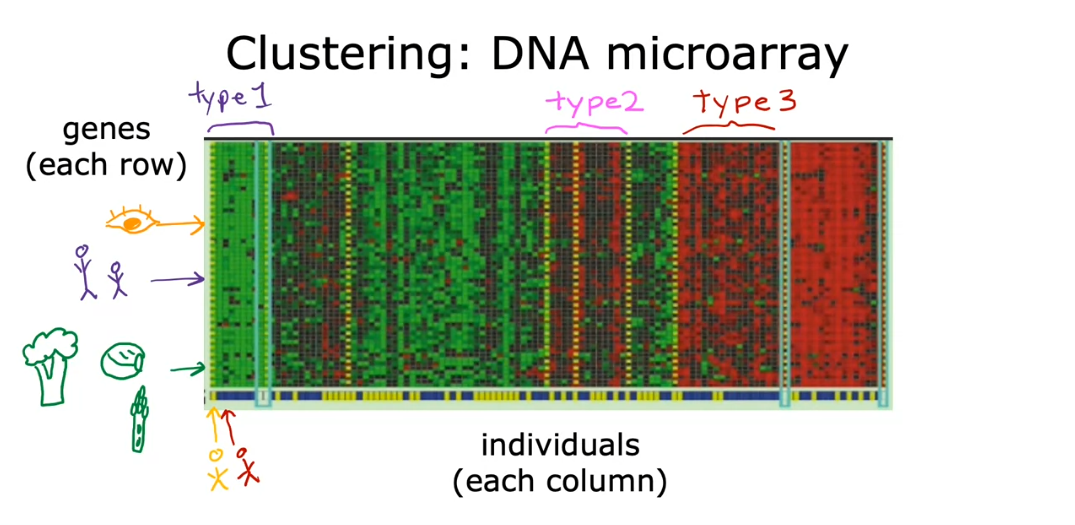 Clustering: DNA microarray
type 1
type 2
type 3
genes
(each row)
individuals
(each column)